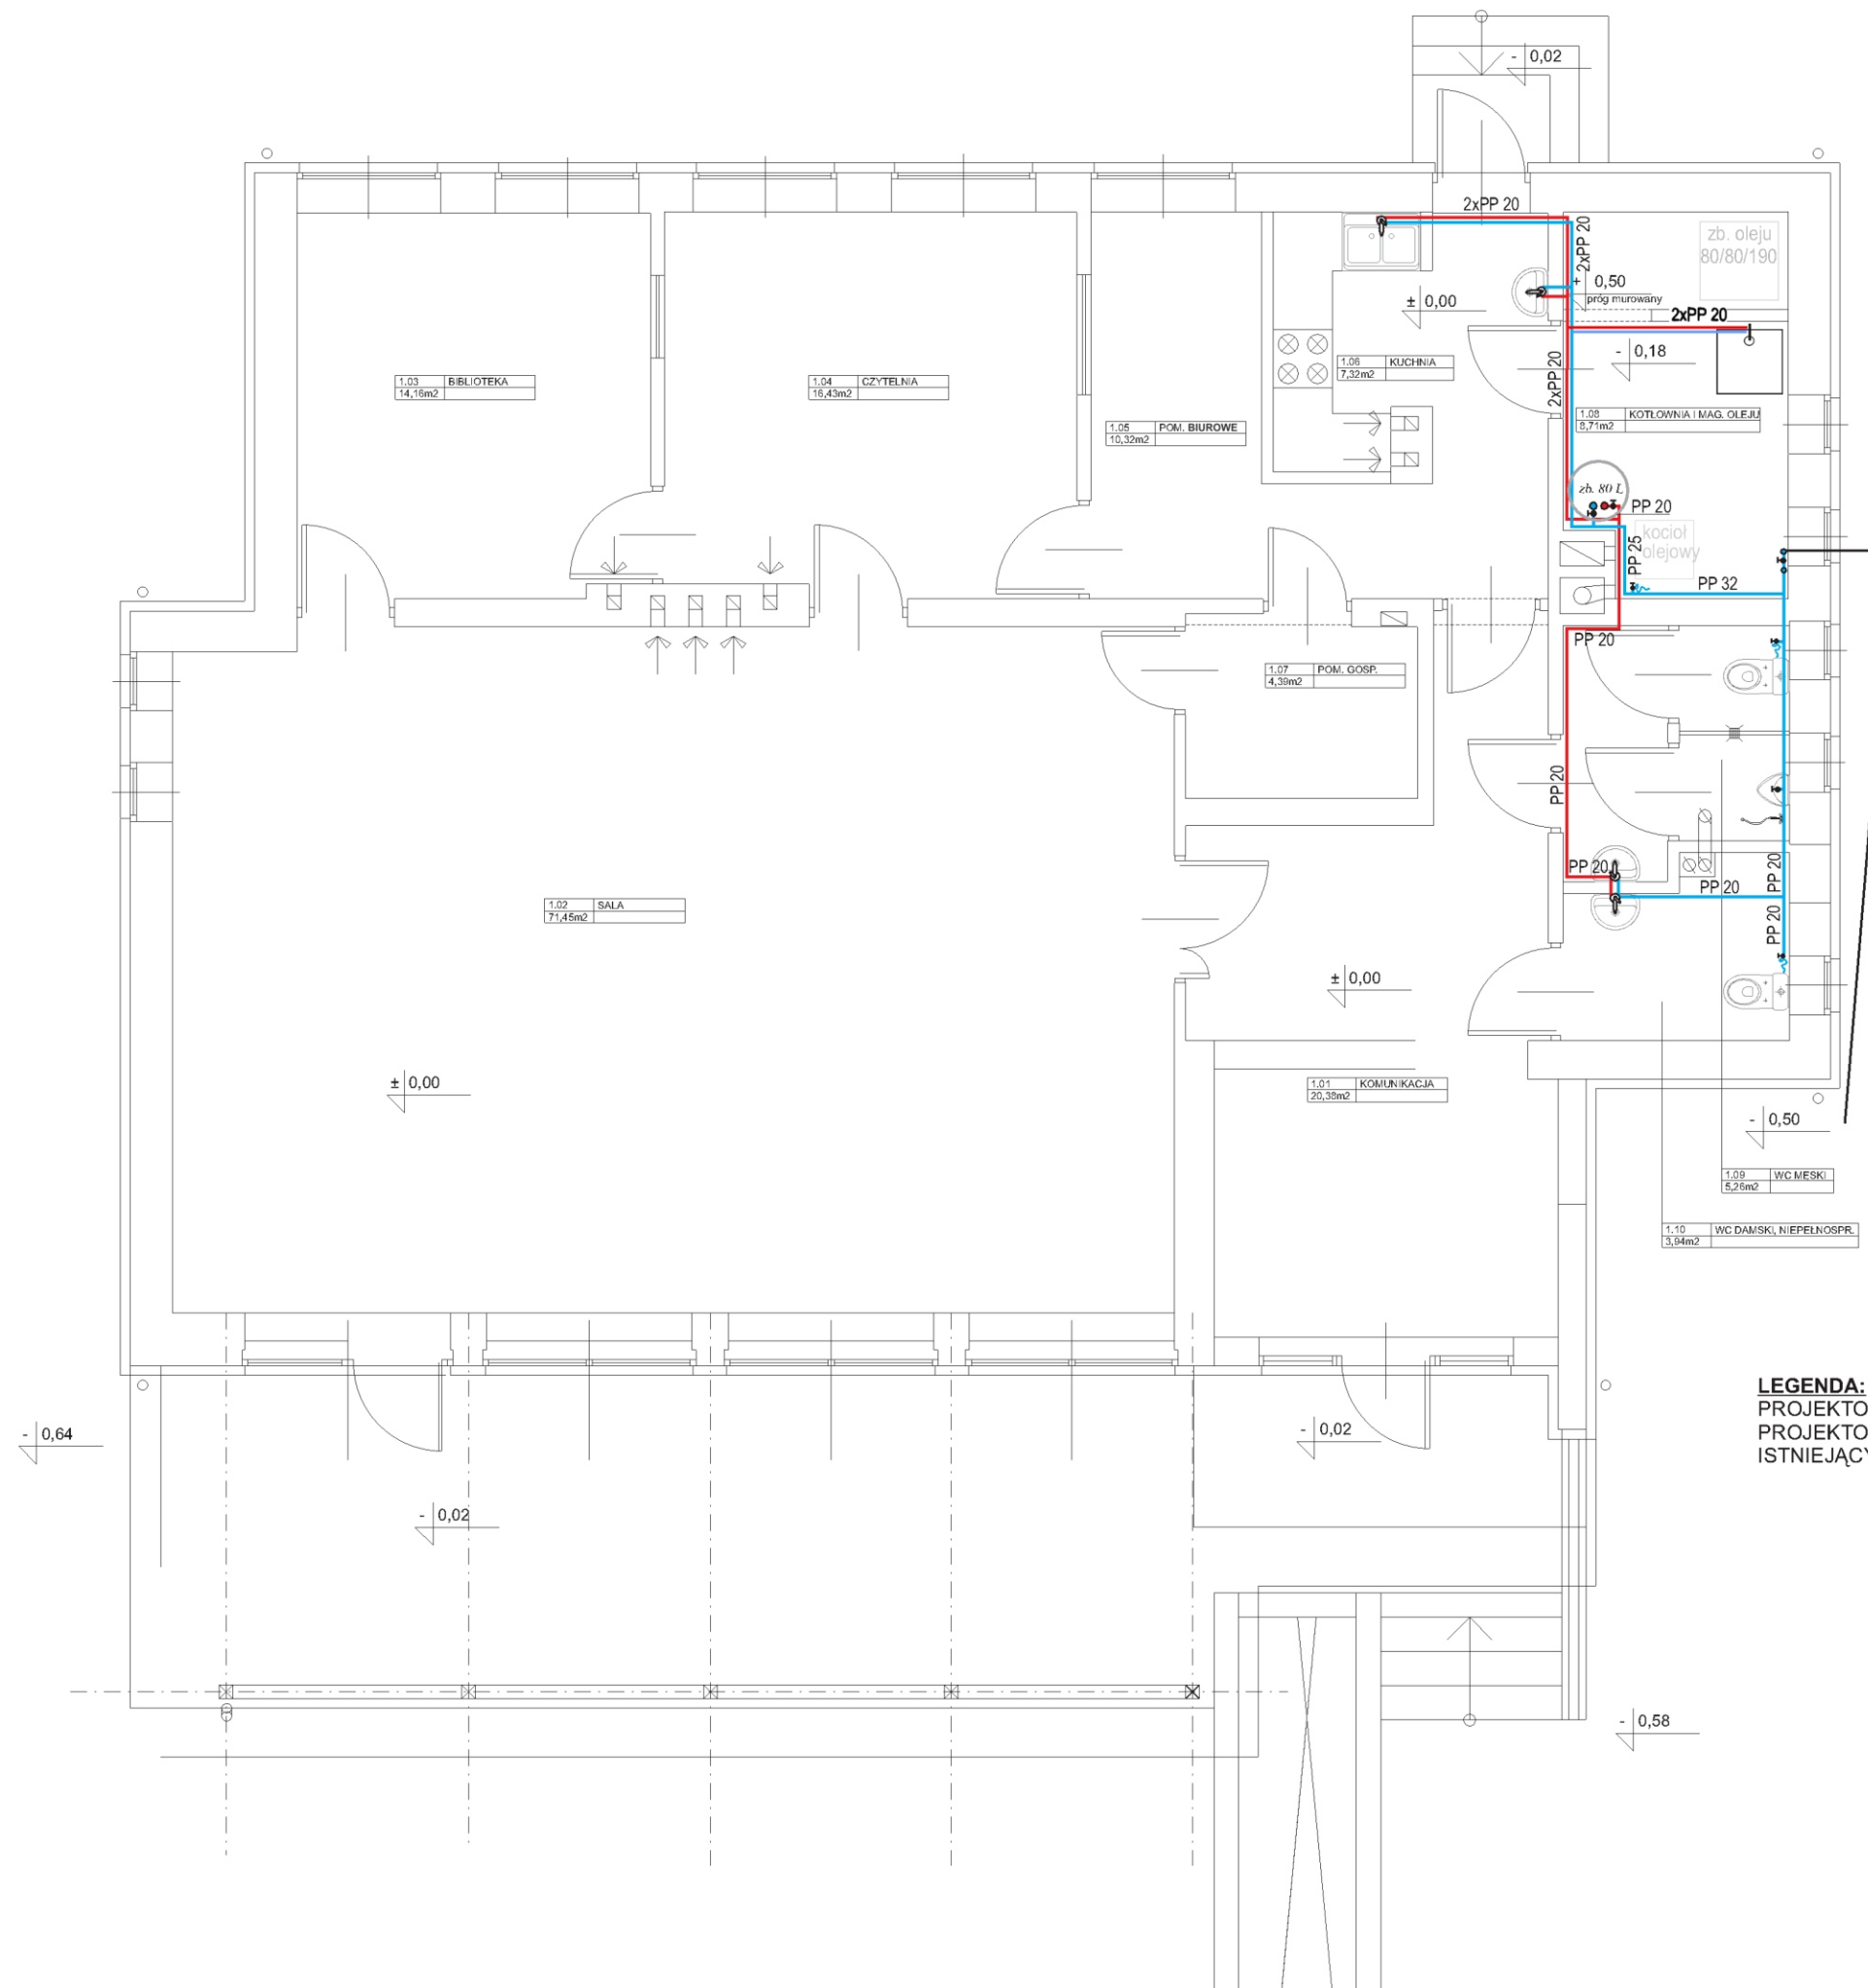 - 0,02
2xPP 20
2xPP 20
zb. oleju
80/80/190
+ 0,50
próg murowany
± 0,00
2xPP 20
- 0,18
2xPP 20
1.06 KUCHNIA
7,32m2
1.03 BIBLIOTEKA
14,16m2
1.04 CZYTELNIA
16,43m2
1.05 POM. BIUROWE
10,32m2
1.08 KOTŁOWNIA I MAG. OLEJU
8,71m2
zb. 80 L
PP 20
kocioł
olejowy
PP 25
PP 32
PP 20
1.07 POM. GOSP.
4,39m2
PP 20
PP 20
PP 20
PP 20
PP 20
1.02 SALA
71,45m2
± 0,00
± 0,00
1.01 KOMUNIKACJA
20,38m2
- 0,50
1.09 WC MĘSKI
5,26m2
1.10 WC DAMSKI, NIEPEŁNOSPR.
3,94m2
LEGENDA:
PROJEKTO
PROJEKTO
ISTNIEJĄCY
- 0,64
- 0,02
- 0,02
- 0,58